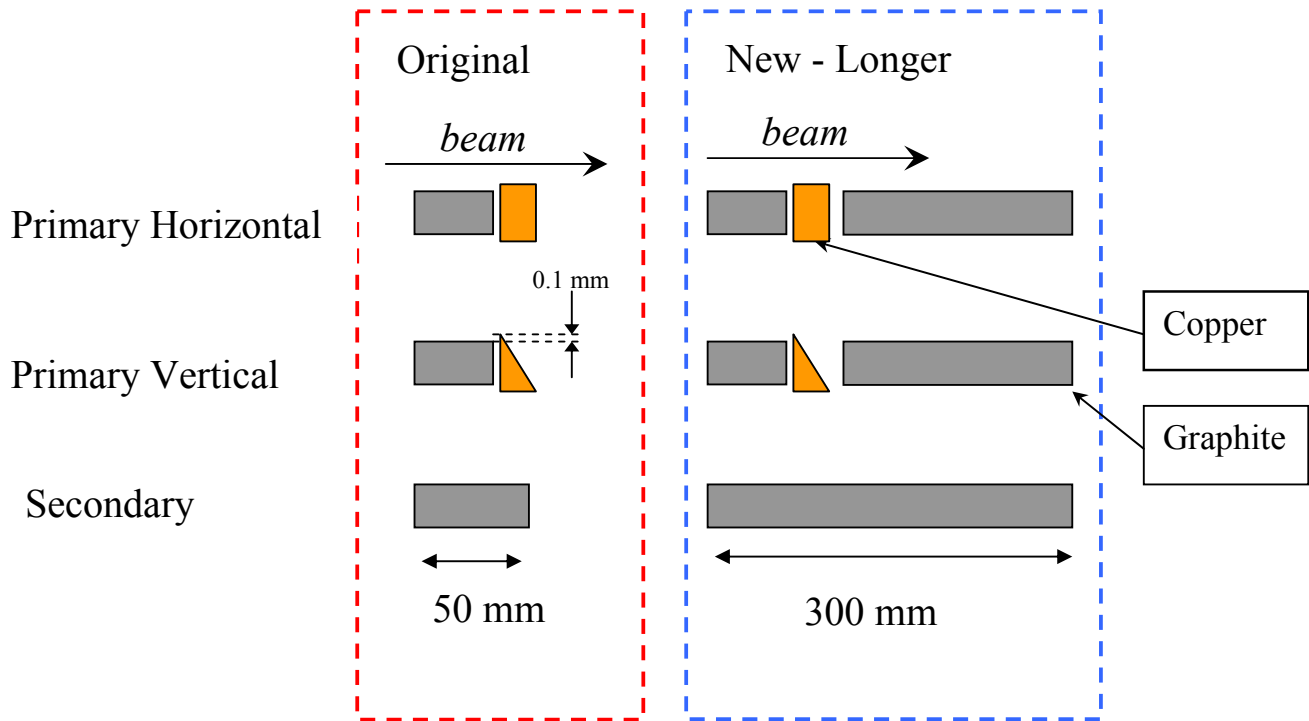 Original
New - Longer
beam
beam
Primary Horizontal
0.1 mm
Copper
Primary Vertical
Graphite
Secondary
50 mm
300 mm